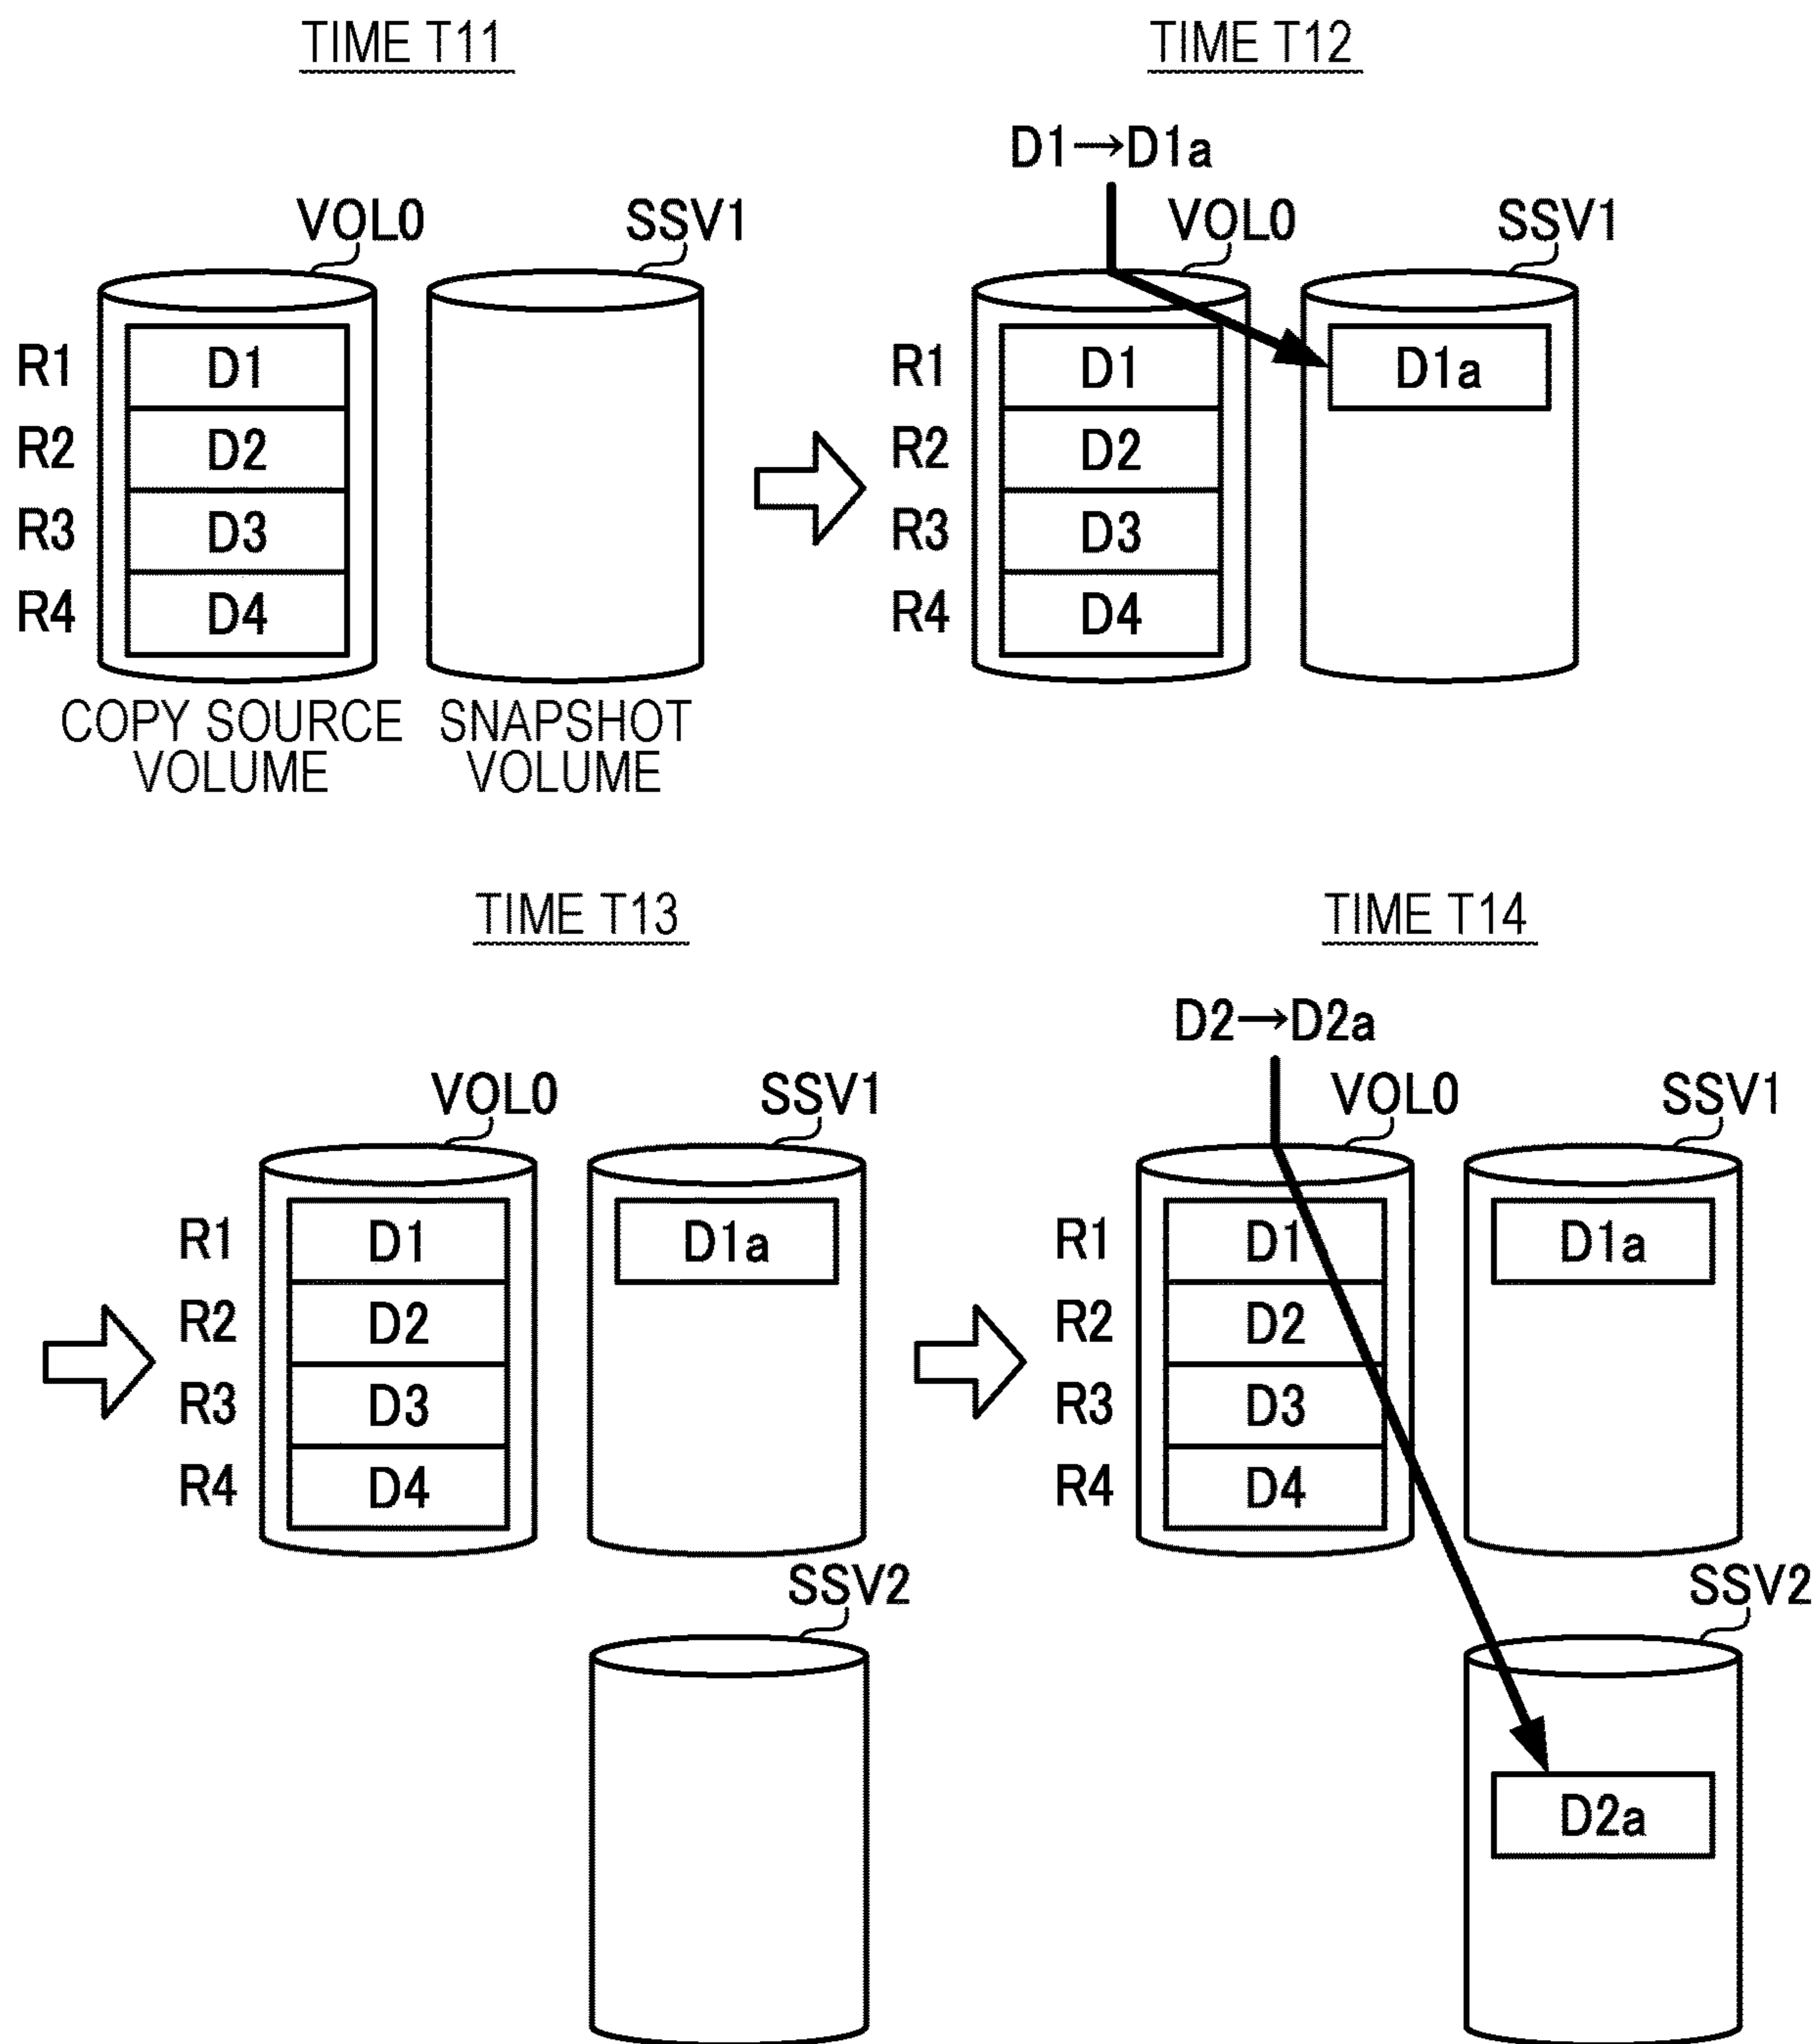 TIME T11
TIME T12
D1→D1a
VOL0 SSV1
VOL0 SSV1
R1 D1
R2 D2
R3 D3
R4 D4
R1 D1 D1a
R2 D2
R3 D3
R4 D4
COPY SOURCE VOLUME
SNAPSHOT VOLUME
TIME T13
TIME T14
D2→D2a
VOL0 SSV1
VOL0 SSV1
R1 D1 D1a
R2 D2
R3 D3
R4 D4
R1 D1 D1a
R2 D2
R3 D3
R4 D4
SSV2
SSV2
D2a